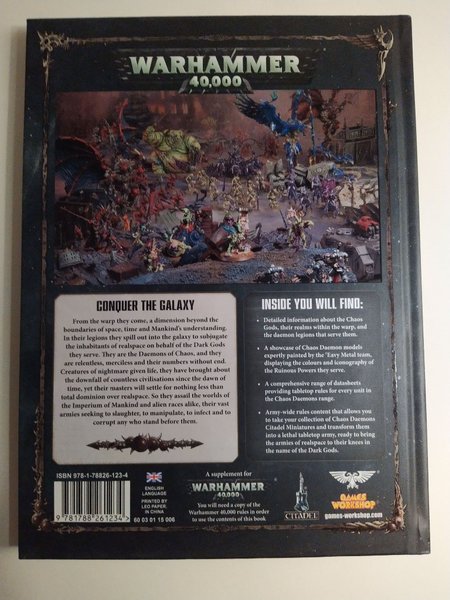 WARHAMMER
40,000
CONQUER THE GALAXY
From the warp they come, a dimension beyond the
boundaries of space, time and Mankind's understanding.
In their legions they spill out into the galaxy to subjugate
the inhabitants of realspace on behalf of the Dark Gods
they serve. They are the Daemons of Chaos, and they
are relentless, merciless and their numbers without end.
Creatures of nightmare given life, they have brought about
the downfall of countless civilisations since the dawn of
time, yet their masters will settle for nothing less than
total dominion over realspace. So they assail the worlds of
the Imperium of Mankind and alien races alike, their vast
armies seeking to slaughter, to manipulate, to infect and to
corrupt any who stand before them.
INSIDE YOU WILL FIND:
• Detailed information about the Chaos
Gods, their realms within the warp, and
the daemon legions that serve them.
• A showcase of Chaos Daemon models
expertly painted by the 'Eavy Metal team,
displaying the colours and iconography of
the Ruinous Powers they serve.
• A comprehensive range of datasheets
providing tabletop rules for every unit in
the Chaos Daemons range.
• Army-wide rules content that allows you
to take your collection of Chaos Daemons
Citadel Miniatures and transform them
into a lethal tabletop army, ready to bring
the armies of realspace to their knees in
the name of the Dark Gods.
ISBN 978-1-78826-123-4
9 781788 261234
ENGLISH
LANGUAGE
PRINTED BY
LEO PAPER,
IN CHINA
60 03 01 15 006
A supplement for
WARHAMMER
40,000
You will need a copy of the
Warhammer 40,000 rules in order
to use the contents of this book
CITADEL
GAMES
WORKSHOP
games-workshop.com